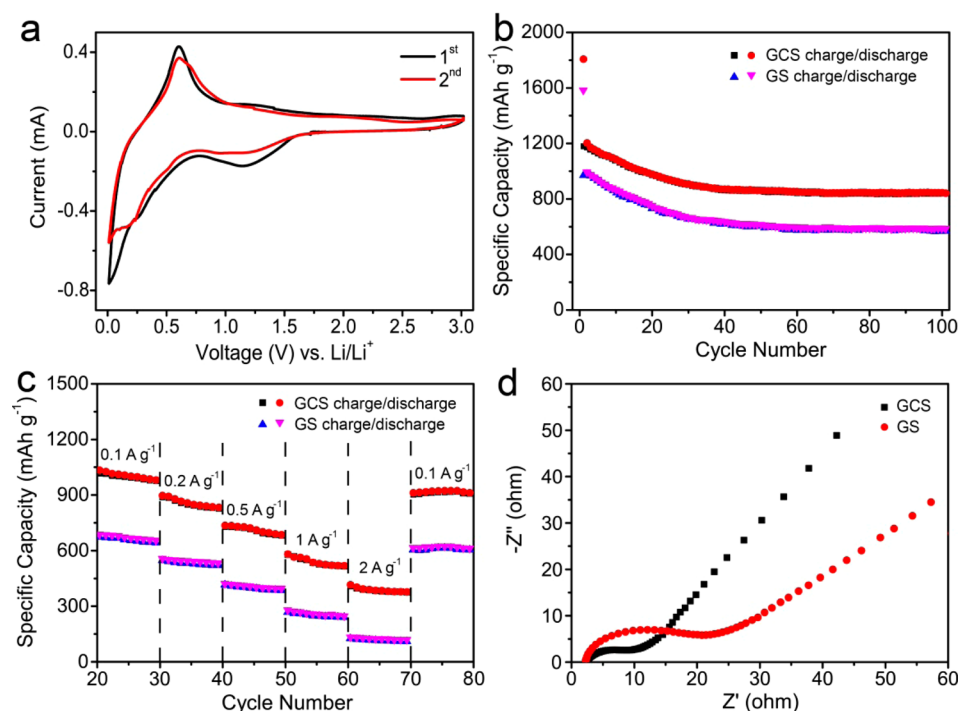 a
0.4
0.0
-0.4
-0.8
Current (mA)
1st
2nd
0.0 0.5 1.0 1.5 2.0 2.5 3.0
Voltage (V) vs. Li/Li+
b
2000
1600
1200
800
400
0
Specific Capacity (mAh g-1)
GCS charge/discharge
GS charge/discharge
0 20 40 60 80 100
Cycle Number
c
1500
1200
900
600
300
0
Specific Capacity (mAh g-1)
GCS charge/discharge
GS charge/discharge
0.1 A g-1
0.2 A g-1
0.5 A g-1
1 A g-1
2 A g-1
0.1 A g-1
20 30 40 50 60 70 80
Cycle Number
d
60
50
40
30
20
10
0
-Z" (ohm)
GCS
GS
0 10 20 30 40 50 60
Z' (ohm)